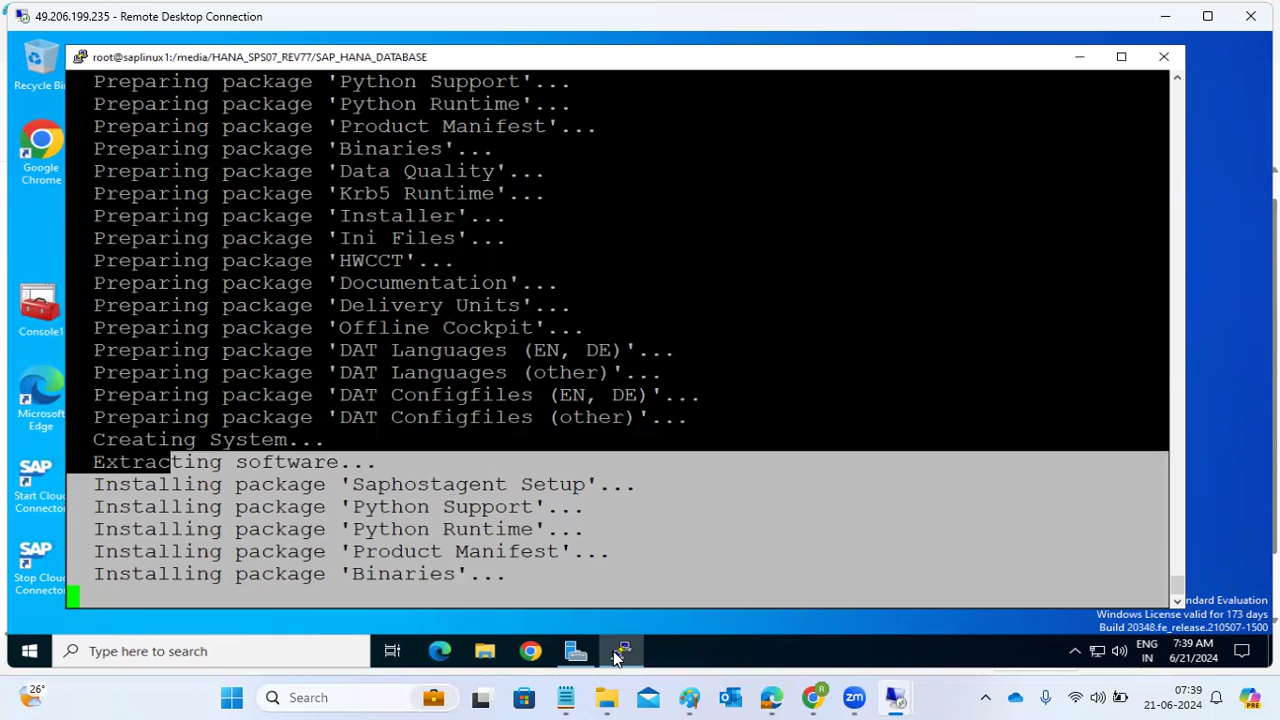 49.206.199.235 - Remote Desktop Connection
root@saplinux1:/media/HANA_SPS07_REV77/SAP_HANA_DATABASE
Recycle Bin
Google Chrome
Console1
Microsoft Edge
SAP
Start Cloud Connector
SAP
Stop Cloud Connector
Preparing package 'Python Support'...
Preparing package 'Python Runtime'...
Preparing package 'Product Manifest'...
Preparing package 'Binaries'...
Preparing package 'Data Quality'...
Preparing package 'Krb5 Runtime'...
Preparing package 'Installer'...
Preparing package 'Ini Files'...
Preparing package 'HWCCT'...
Preparing package 'Documentation'...
Preparing package 'Delivery Units'...
Preparing package 'Offline Cockpit'...
Preparing package 'DAT Languages (EN, DE)'...
Preparing package 'DAT Languages (other)'...
Preparing package 'DAT Configfiles (EN, DE)'...
Preparing package 'DAT Configfiles (other)'...
Creating System...
Extracting software...
Installing package 'Saphostagent Setup'...
Installing package 'Python Support'...
Installing package 'Python Runtime'...
Installing package 'Product Manifest'...
Installing package 'Binaries'...
ndard Evaluation
Windows License valid for 173 days
Build 20348.fe_release.210507-1500
Type here to search
ENG
IN
7:39 AM
6/21/2024
26°
Search
R
zm
PRE
07:39
21-06-2024